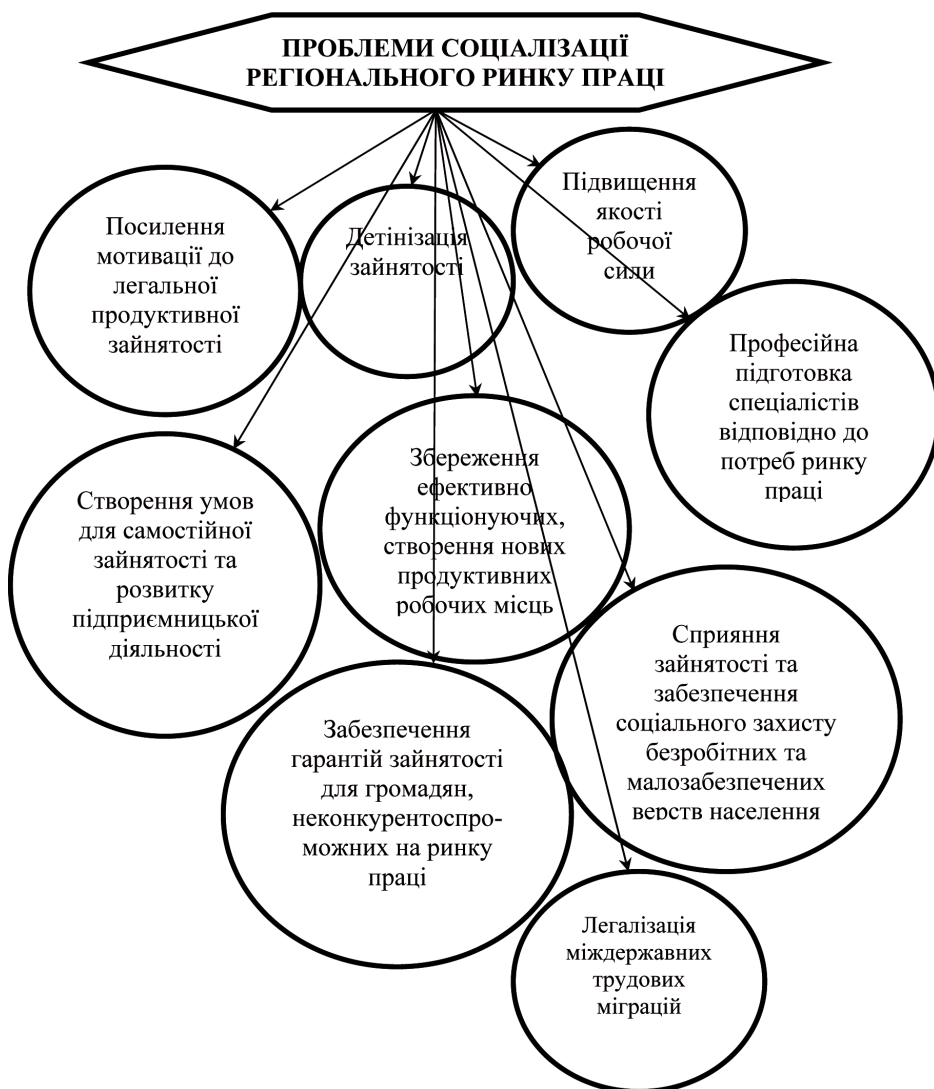 ПРОБЛЕМИ СОЦІАЛІЗАЦІЇ
РЕГІОНАЛЬНОГО РИНКУ ПРАЦІ
Посилення
мотивації до
легальної
продуктивної
зайнятості
Детінізація
зайнятості
Підвищення
якості
робочої
сили
Професійна
підготовка
спеціалістів
відповідно до
потреб ринку
праці
Створення умов
для самостійної
зайнятості та
розвитку
підприємницької
діяльності
Збереження
ефективно
функціонуючих,
створення нових
продуктивних
робочих місць
Сприяння
зайнятості та
забезпечення
соціального захисту
безробітних та
малозабезпечених
верств населення
Забезпечення
гарантій зайнятості
для громадян,
неконкурентоспро-
можних на ринку
праці
Легалізація
міждержавних
трудових
міграцій